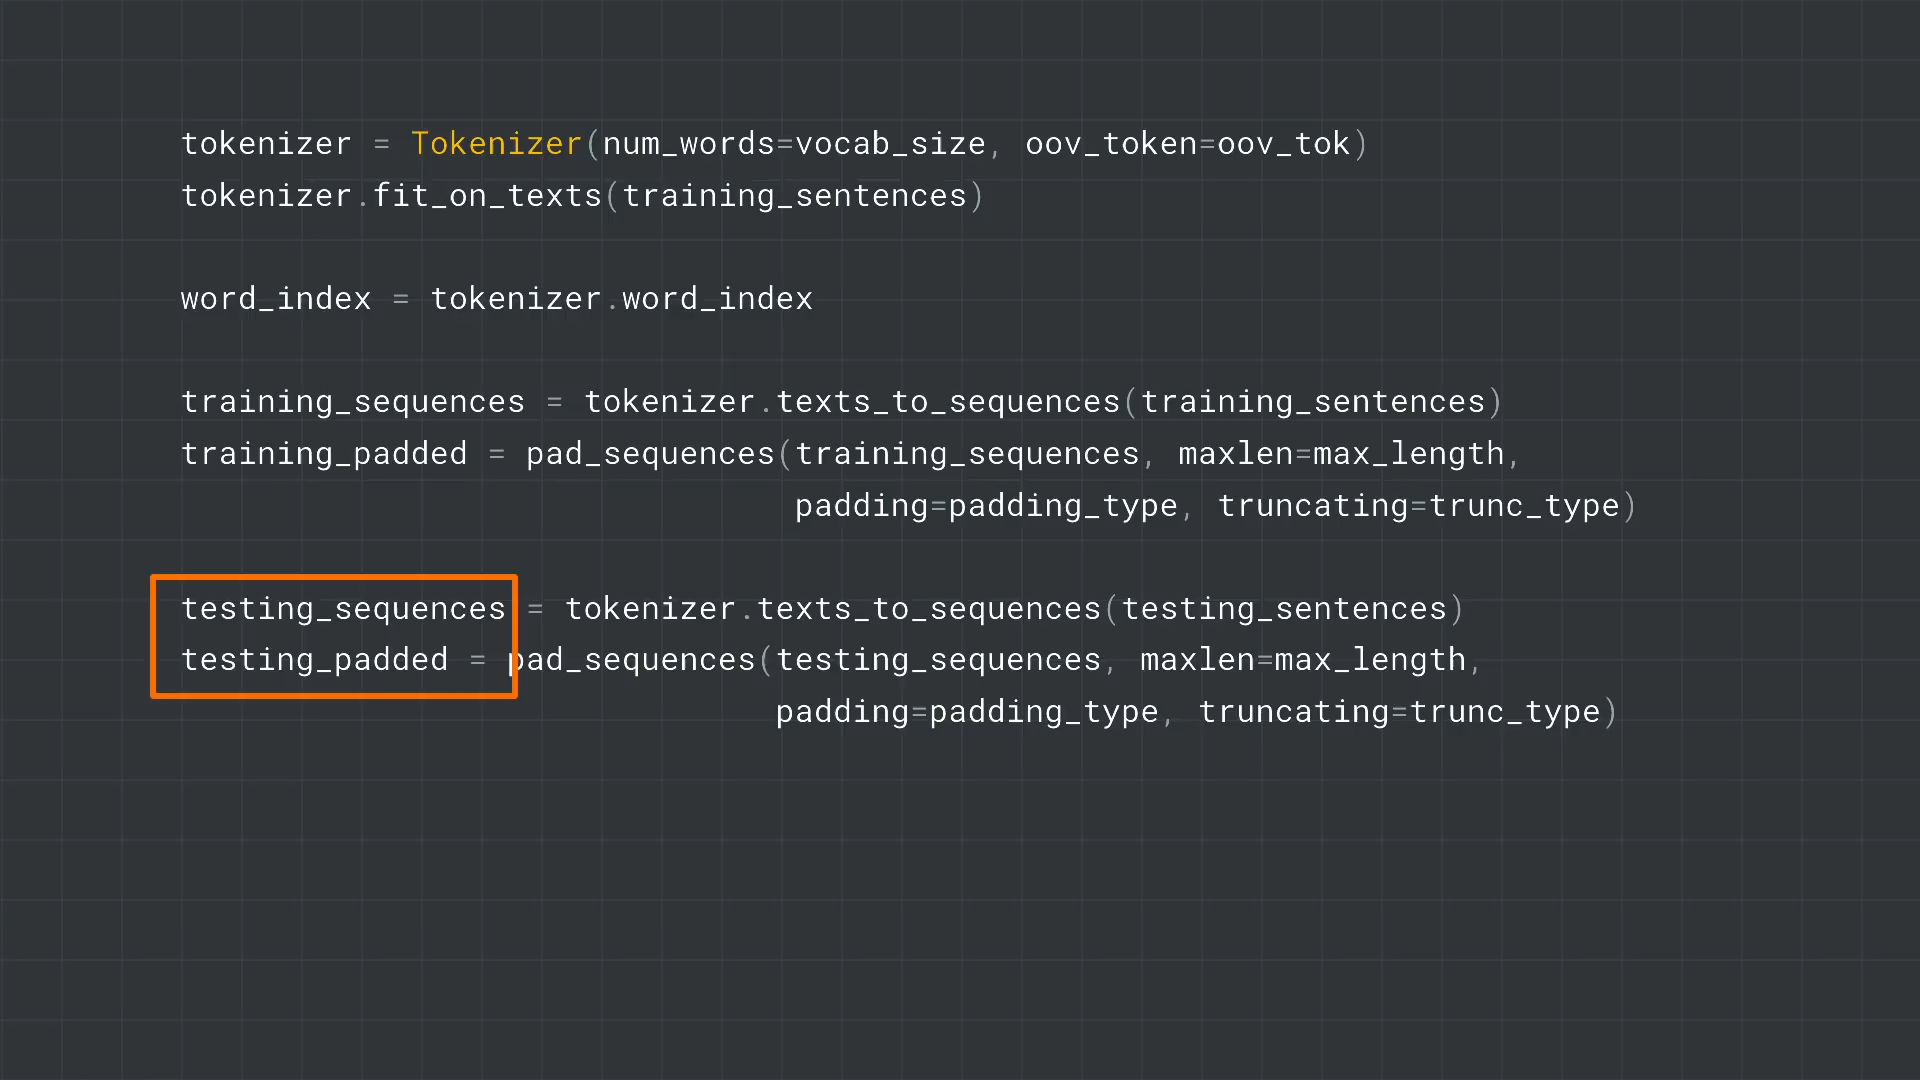 tokenizer = Tokenizer(num_words=vocab_size, oov_token=oov_tok)
tokenizer.fit_on_texts(training_sentences)
word_index = tokenizer.word_index
training_sequences = tokenizer.texts_to_sequences(training_sentences)
training_padded = pad_sequences(training_sequences, maxlen=max_length,
padding=padding_type, truncating=trunc_type)
testing_sequences = tokenizer.texts_to_sequences(testing_sentences)
testing_padded = pad_sequences(testing_sequences, maxlen=max_length,
padding=padding_type, truncating=trunc_type)